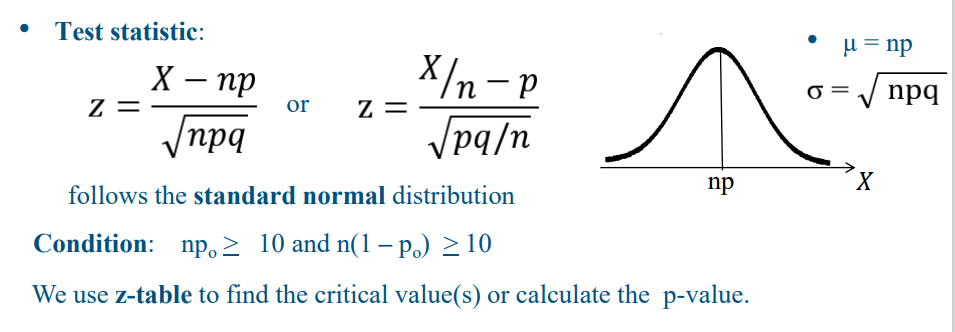 • Test statistic:
z = (X − np) / √npq or z = (X/n − p) / √pq/n
• μ = np
σ = √npq
np
X
follows the standard normal distribution
Condition: npₒ ≥ 10 and n(1 – pₒ) ≥ 10
We use z-table to find the critical value(s) or calculate the p-value.